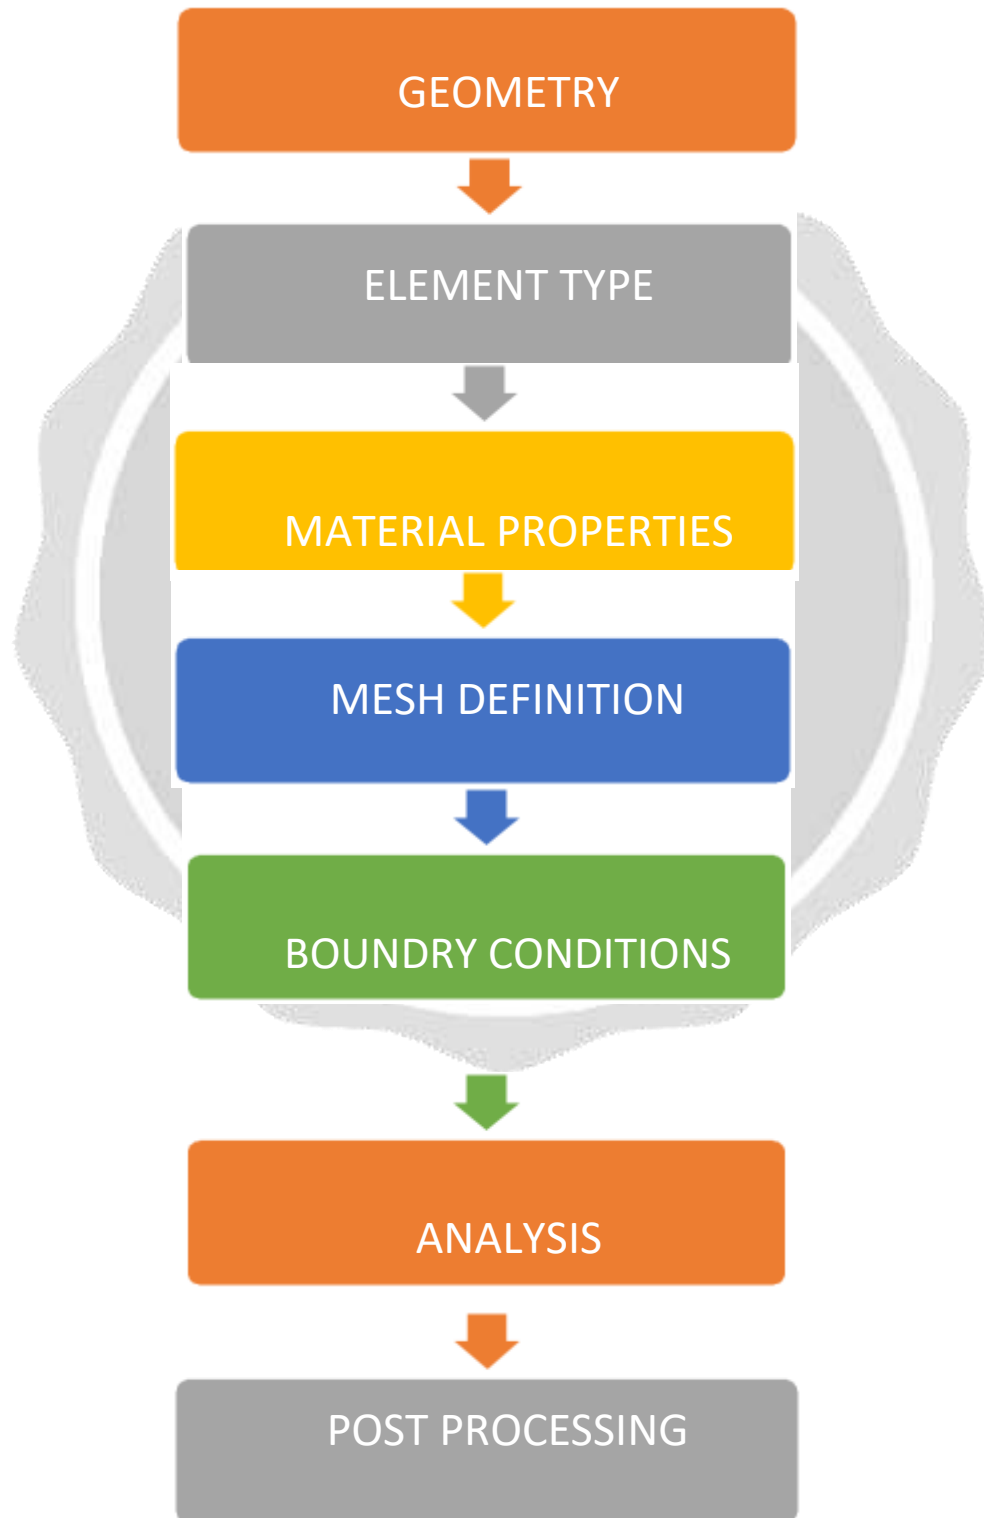 GEOMETRY
ELEMENT TYPE
MATERIAL PROPERTIES
MESH DEFINITION
BOUNDRY CONDITIONS
ANALYSIS
POST PROCESSING